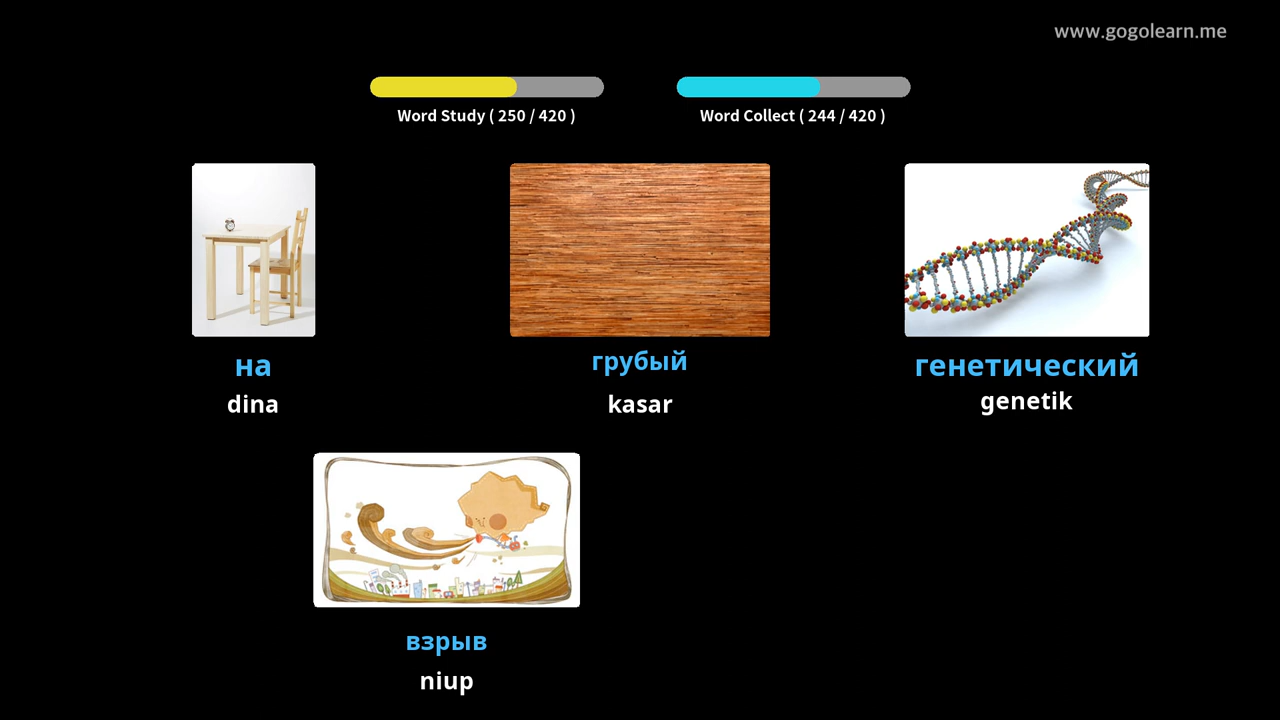 www.gogolearn.me
Word Study ( 250 / 420 )
Word Collect ( 244 / 420 )
на
dina
грубый
kasar
генетический
genetik
взрыв
niup